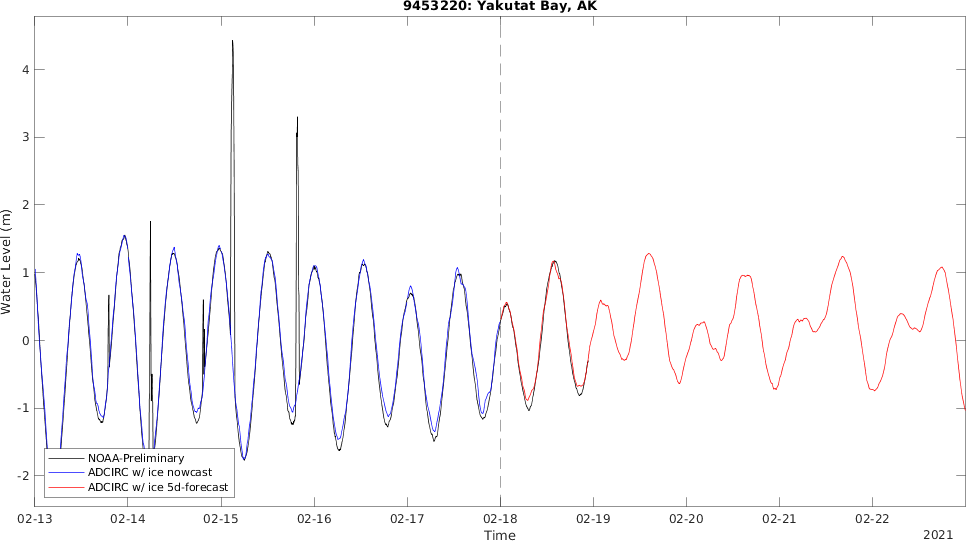 9453220: Yakutat Bay, AK
Water Level (m)
4
3
2
1
0
-1
-2
NOAA-Preliminary
ADCIRC w/ ice nowcast
ADCIRC w/ ice 5d-forecast
02-13 02-14 02-15 02-16 02-17 02-18 02-19 02-20 02-21 02-22
Time
2021